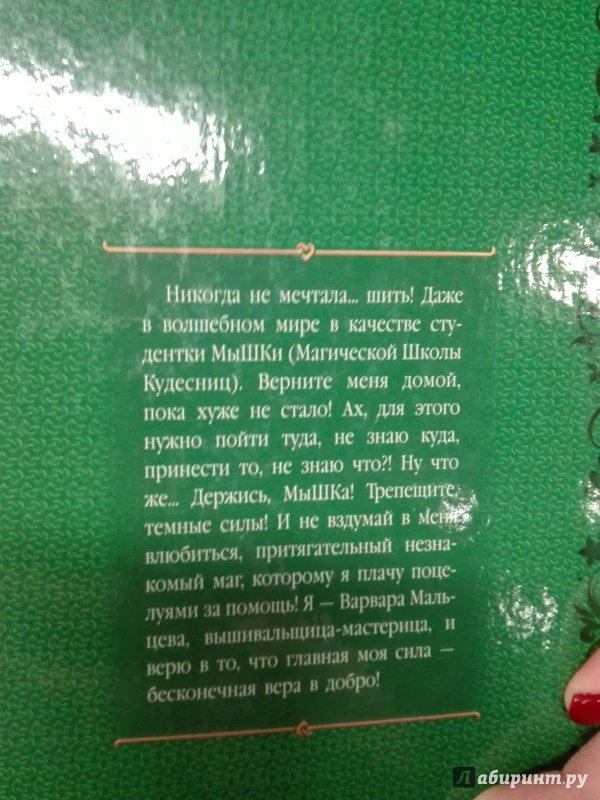 Никогда не мечтала... шить! Даже
в волшебном мире в качестве сту-
дентки МыШКи (Магической Школы
Кудесниц). Верните меня домой,
пока хуже не стало! Ах, для этого
нужно пойти туда, не знаю куда,
принести то, не знаю что?! Ну что
же... Держись, МыШКа! Трепещите,
темные силы! И не вздумай в меня
влюбиться, притягательный незна-
комый маг, которому я плачу поце-
луями за помощь! Я — Варвара Маль-
цева, вышивальщица-мастерица, и
верю в то, что главная моя сила —
бесконечная вера в добро!
Лабиринт.ру